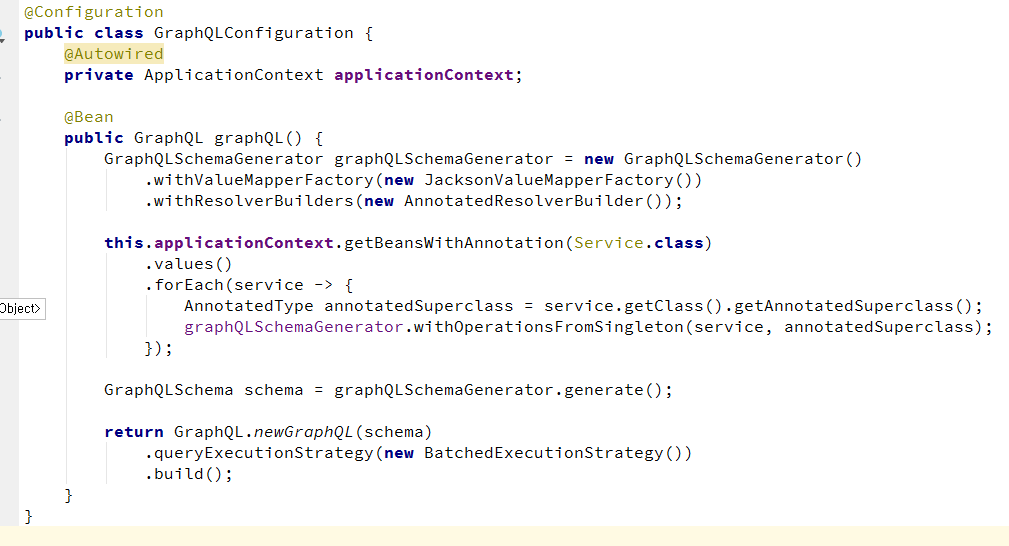 @Configuration
public class GraphQLConfiguration {
    @Autowired
    private ApplicationContext applicationContext;

    @Bean
    public GraphQL graphQL() {
        GraphQLSchemaGenerator graphQLSchemaGenerator = new GraphQLSchemaGenerator()
            .withValueMapperFactory(new JacksonValueMapperFactory())
            .withResolverBuilders(new AnnotatedResolverBuilder());

        this.applicationContext.getBeansWithAnnotation(Service.class)
            .values()
            .forEach(service -> {
Object>
                AnnotatedType annotatedSuperclass = service.getClass().getAnnotatedSuperclass();
                graphQLSchemaGenerator.withOperationsFromSingleton(service, annotatedSuperclass);
            });

        GraphQLSchema schema = graphQLSchemaGenerator.generate();

        return GraphQL.newGraphQL(schema)
            .queryExecutionStrategy(new BatchedExecutionStrategy())
            .build();
    }
}